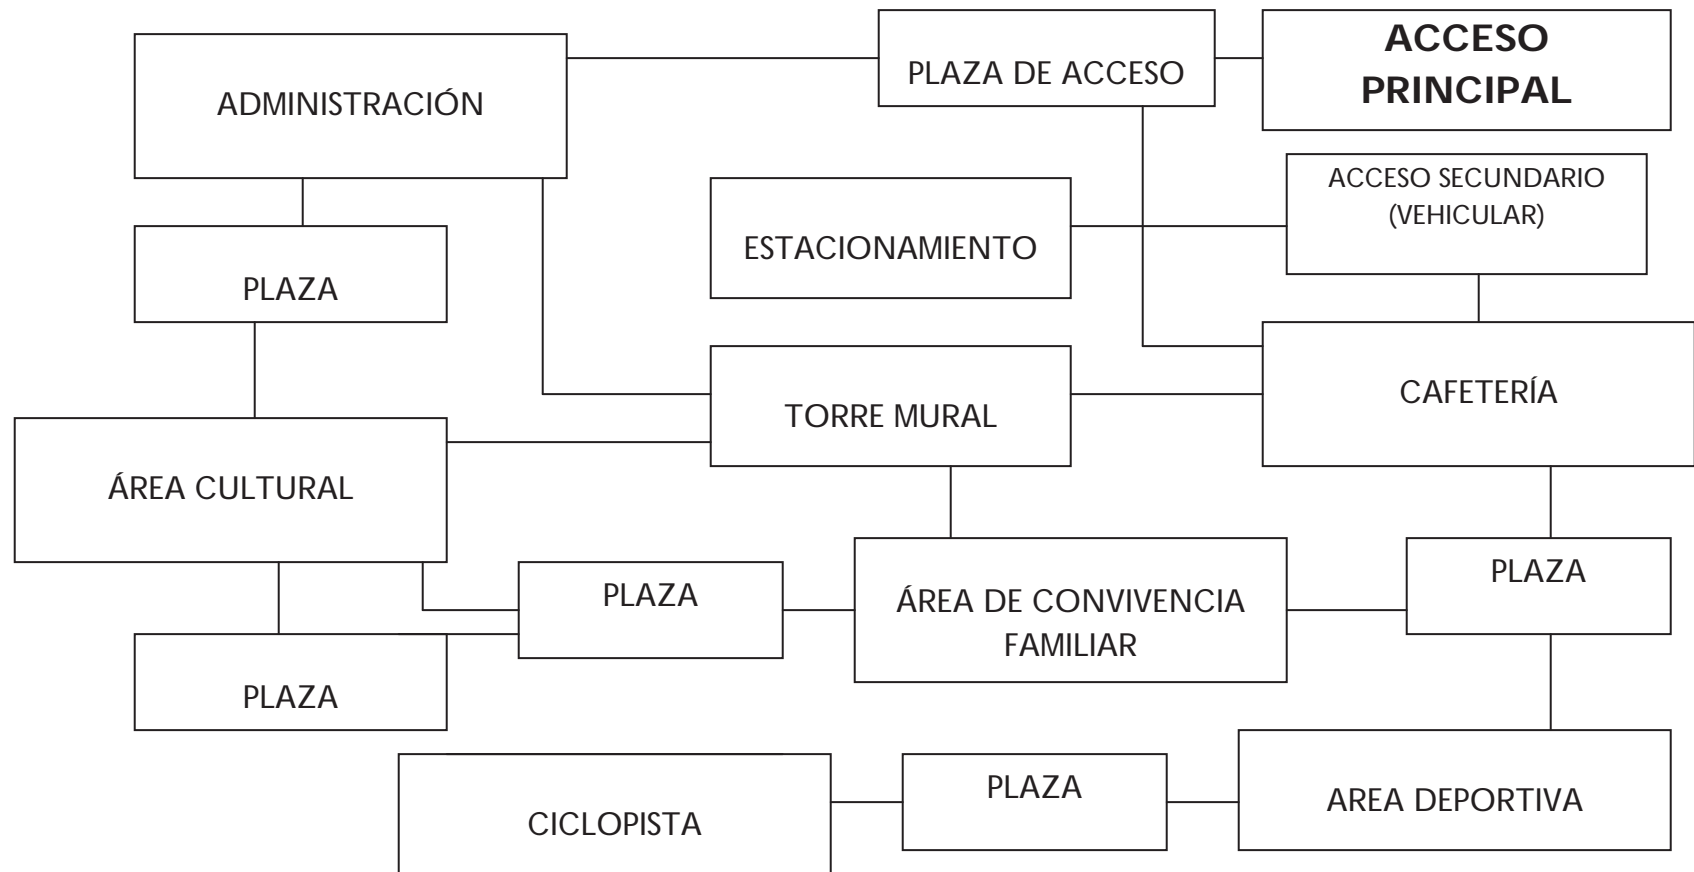 ACCESO
PRINCIPAL
PLAZA DE ACCESO
ADMINISTRACIÓN
ACCESO SECUNDARIO
(VEHICULAR)
ESTACIONAMIENTO
PLAZA
CAFETERÍA
TORRE MURAL
ÁREA CULTURAL
PLAZA
ÁREA DE CONVIVENCIA
FAMILIAR
PLAZA
PLAZA
PLAZA
AREA DEPORTIVA
CICLOPISTA